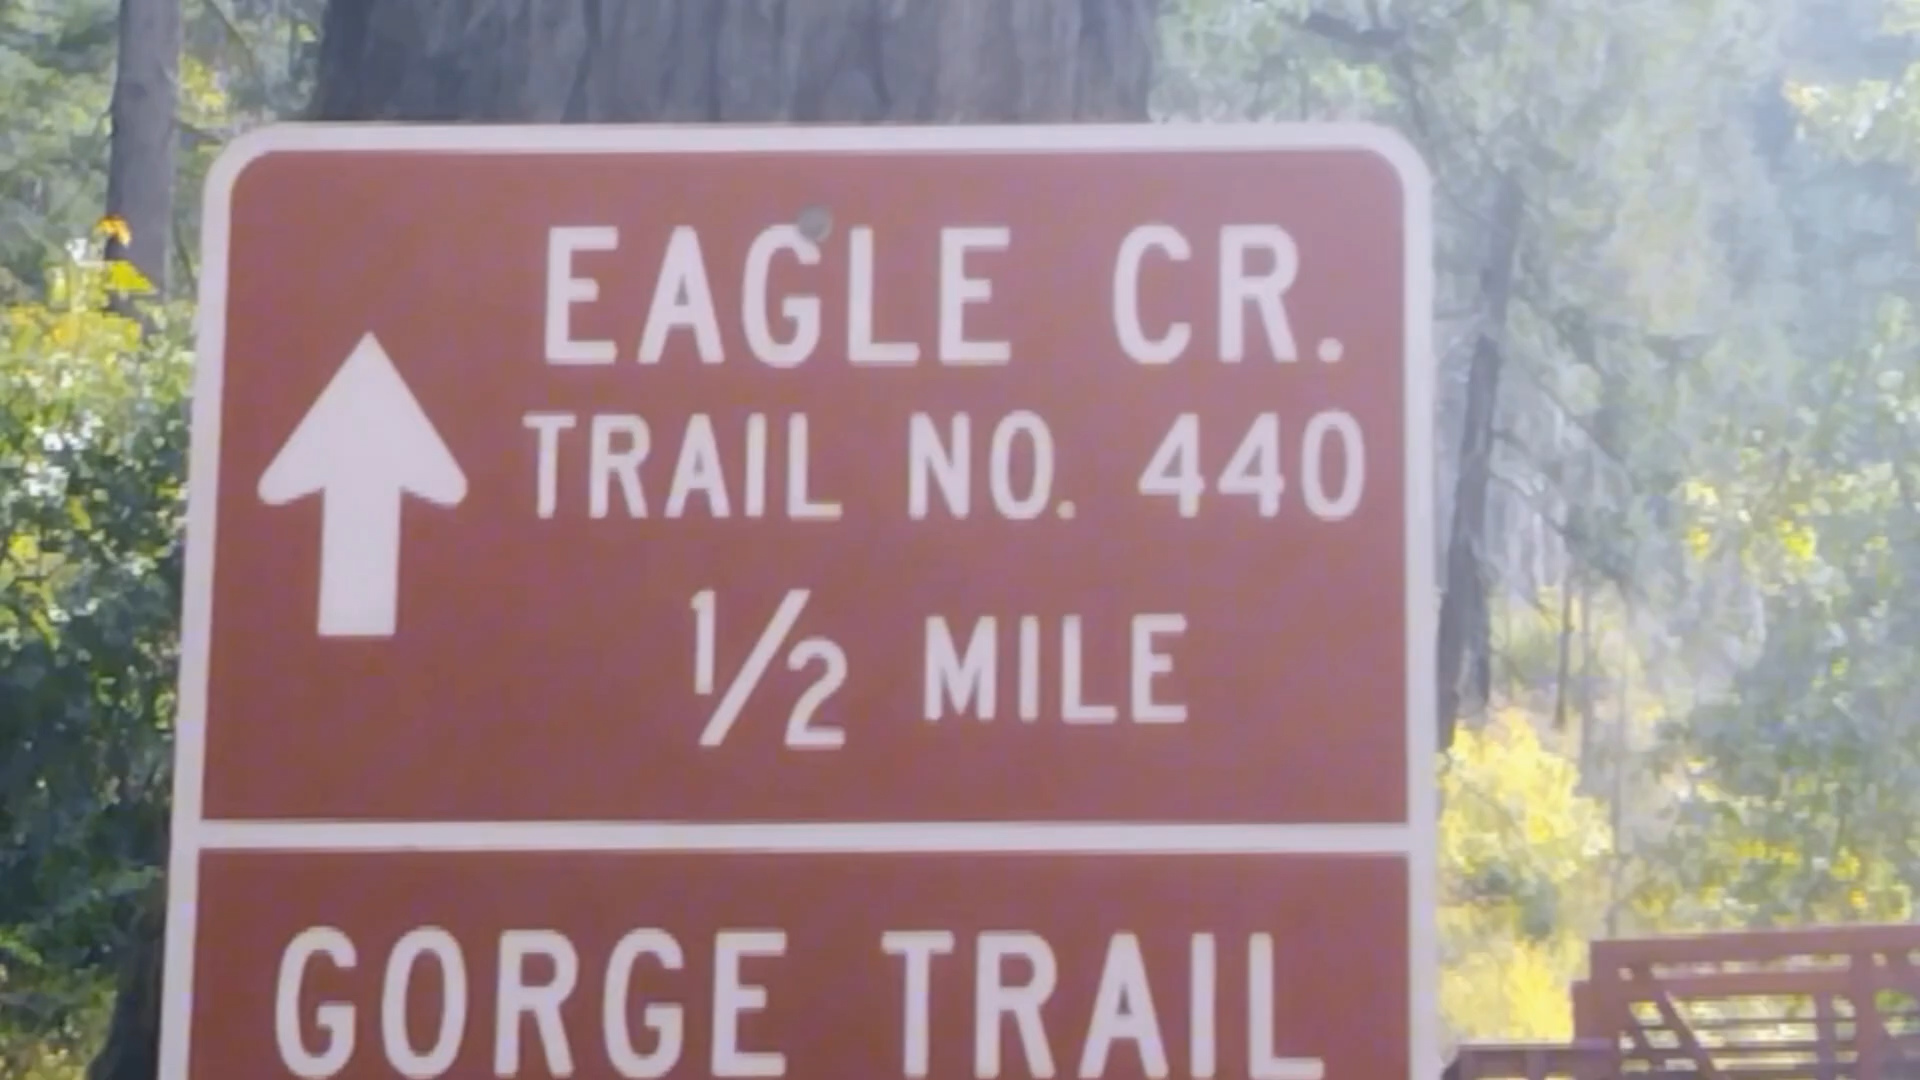 EAGLE CR.
TRAIL NO. 440
1/2 MILE
GORGE TRAIL